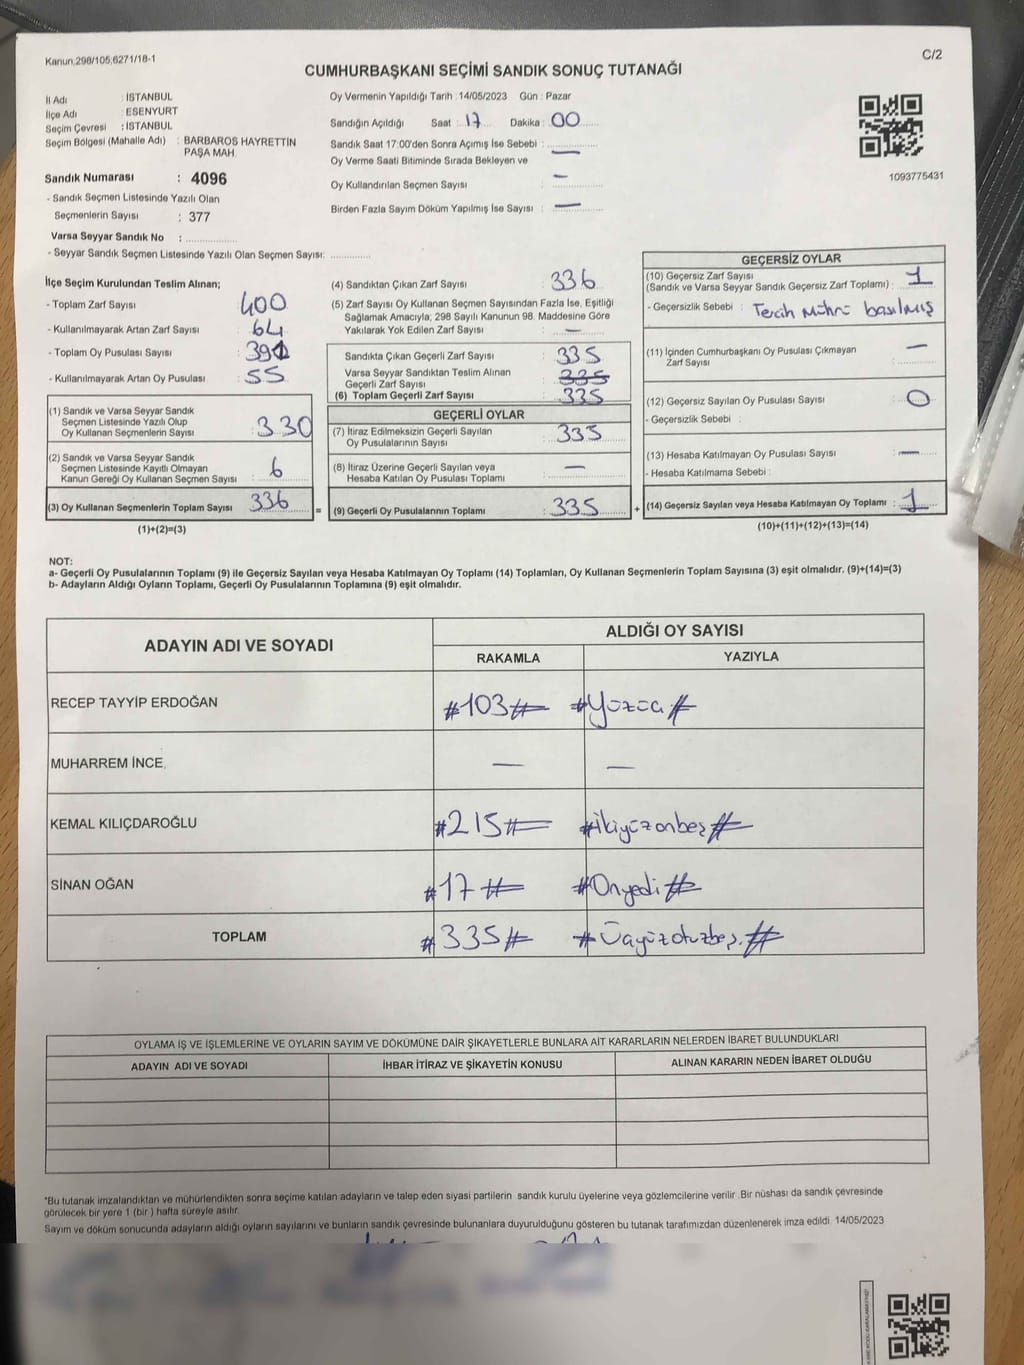 Kanun,298/105,6271/18-1
C/2
CUMHURBAŞKANI SEÇİMİ SANDIK SONUÇ TUTANAĞI
İl Adı : İSTANBUL
İlçe Adı : ESENYURT
Seçim Çevresi : İSTANBUL
Seçim Bölgesi (Mahalle Adı) : BARBAROS HAYRETTİN
PAŞA MAH.
Sandık Numarası : 4096
- Sandık Seçmen Listesinde Yazılı Olan
Seçmenlerin Sayısı : 377
Varsa Seyyar Sandık No :
- Seyyar Sandık Seçmen Listesinde Yazılı Olan Seçmen Sayısı:
Oy Vermenin Yapıldığı Tarih :14/05/2023 Gün : Pazar
Sandığın Açıldığı Saat : 17 Dakika : 00
Sandık Saat 17:00'den Sonra Açımış İse Sebebi :
Oy Verme Saati Bitiminde Sırada Bekleyen ve —
Oy Kullandırılan Seçmen Sayısı : —
Birden Fazla Sayım Döküm Yapılmış İse Sayısı : —
1093775431
İlçe Seçim Kurulundan Teslim Alınan;
- Toplam Zarf Sayısı : 400
- Kullanılmayarak Artan Zarf Sayısı : 64
- Toplam Oy Pusulası Sayısı : 391
- Kullanılmayarak Artan Oy Pusulası : 55
(1) Sandık ve Varsa Seyyar Sandık
Seçmen Listesinde Yazılı Olup
Oy Kullanan Seçmenlerin Sayısı : 330
(2) Sandık ve Varsa Seyyar Sandık
Seçmen Listesinde Kayıtlı Olmayan
Kanun Gereği Oy Kullanan Seçmen Sayısı : 6
(3) Oy Kullanan Seçmenlerin Toplam Sayısı : 336
(1)+(2)=(3)
=
(4) Sandıktan Çıkan Zarf Sayısı : 336
(5) Zarf Sayısı Oy Kullanan Seçmen Sayısından Fazla İse, Eşitliği
Sağlamak Amacıyla; 298 Sayılı Kanunun 98. Maddesine Göre
Yakılarak Yok Edilen Zarf Sayısı : —
Sandıkta Çıkan Geçerli Zarf Sayısı : 335
Varsa Seyyar Sandıktan Teslim Alınan
Geçerli Zarf Sayısı : 335
(6) Toplam Geçerli Zarf Sayısı : 335
GEÇERLİ OYLAR
(7) İtiraz Edilmeksizin Geçerli Sayılan
Oy Pusulalarının Sayısı : 335
(8) İtiraz Üzerine Geçerli Sayılan veya
Hesaba Katılan Oy Pusulası Toplamı : —
(9) Geçerli Oy Pusulalarının Toplamı : 335
+
GEÇERSİZ OYLAR
(10) Geçersiz Zarf Sayısı
(Sandık ve Varsa Seyyar Sandık Geçersiz Zarf Toplamı) : 1
- Geçersizlik Sebebi : Tercih Mührü basılmış
(11) İçinden Cumhurbaşkanı Oy Pusulası Çıkmayan
Zarf Sayısı : —
(12) Geçersiz Sayılan Oy Pusulası Sayısı : 0
- Geçersizlik Sebebi :
(13) Hesaba Katılmayan Oy Pusulası Sayısı : —
- Hesaba Katılmama Sebebi :
(14) Geçersiz Sayılan veya Hesaba Katılmayan Oy Toplamı : 1
(10)+(11)+(12)+(13)=(14)
NOT:
a- Geçerli Oy Pusulalarının Toplamı (9) ile Geçersiz Sayılan veya Hesaba Katılmayan Oy Toplamı (14) Toplamları, Oy Kullanan Seçmenlerin Toplam Sayısına (3) eşit olmalıdır. (9)+(14)=(3)
b- Adayların Aldığı Oyların Toplamı, Geçerli Oy Pusulalarının Toplamına (9) eşit olmalıdır.
ADAYIN ADI VE SOYADI
ALDIĞI OY SAYISI
RAKAMLA YAZIYLA
RECEP TAYYİP ERDOĞAN #103# #Yüzüç#
MUHARREM İNCE — —
KEMAL KILIÇDAROĞLU #215# #ikiyüzonbeş#
SİNAN OĞAN #17# #Onyedi#
TOPLAM #335# #Üçyüzotuzbeş.#
OYLAMA İŞ VE İŞLEMLERİNE VE OYLARIN SAYIM VE DÖKÜMÜNE DAİR ŞİKAYETLERLE BUNLARA AİT KARARLARIN NELERDEN İBARET BULUNDUKLARI
ADAYIN ADI VE SOYADI İHBAR İTİRAZ VE ŞİKAYETİN KONUSU ALINAN KARARIN NEDEN İBARET OLDUĞU
*Bu tutanak imzalandıktan ve mühürlendikten sonra seçime katılan adayların ve talep eden siyasi partilerin sandık kurulu üyelerine veya gözlemcilerine verilir .Bir nüshası da sandık çevresinde
görülecek bir yere 1 (bir ) hafta süreyle asılır.
Sayım ve döküm sonucunda adayların aldığı oyların sayılarını ve bunların sandık çevresinde bulunanlara duyurulduğunu gösteren bu tutanak tarafımızdan düzenlenerek imza edildi. 14/05/2023